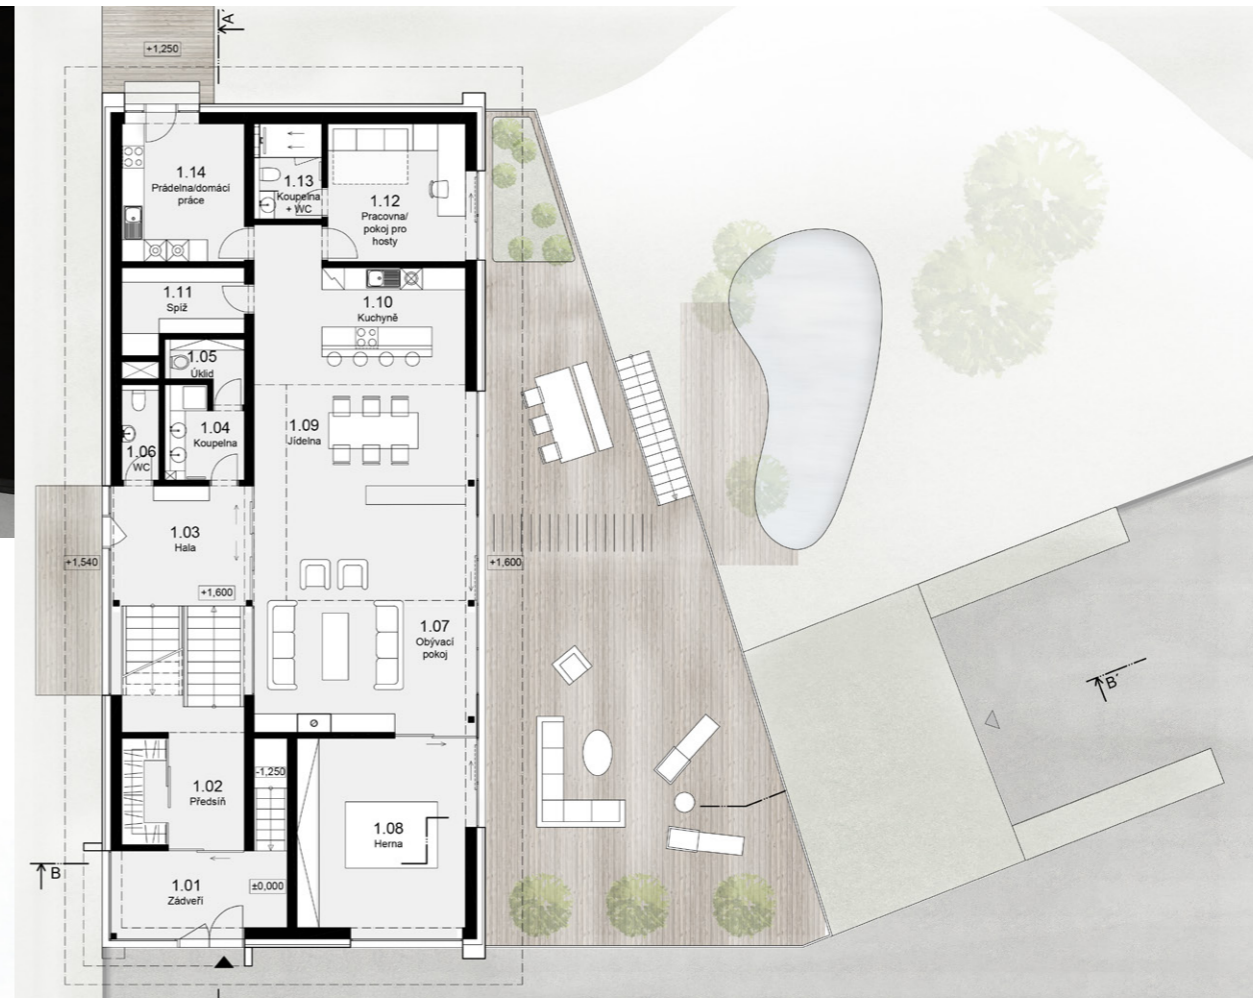 A´
+1,250
1.14
Prádelna/domácí
práce
1.13
Koupelna
+ WC
1.12
Pracovna/
pokoj pro
hosty
1.11
Spíž
1.10
Kuchyně
1.05
Úklid
1.04
Koupelna
1.06
WC
1.09
Jídelna
1.03
Hala
+1,540
+1,600
+1,600
1.07
Obývací
pokoj
B´
1.02
Předsíň
-1,250
1.08
Herna
B
1.01
Zádveří
±0,000